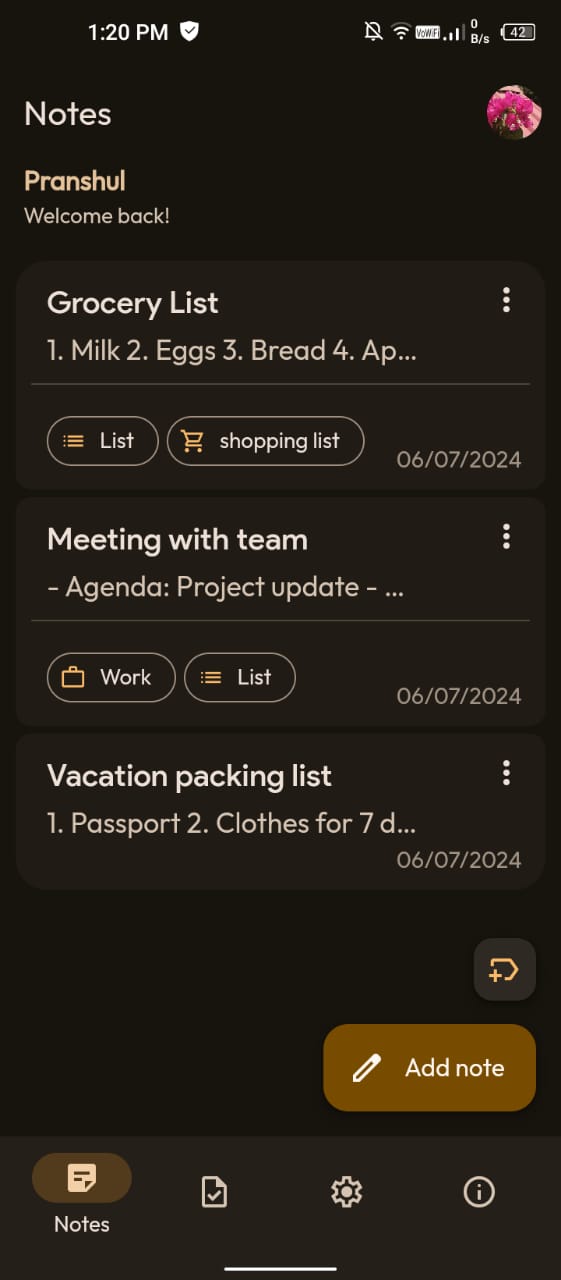 1:20 PM
VoWiFi
0
B/s
42
Notes
Pranshul
Welcome back!
Grocery List
1. Milk 2. Eggs 3. Bread 4. Ap...
List
shopping list
06/07/2024
Meeting with team
- Agenda: Project update - ...
Work
List
06/07/2024
Vacation packing list
1. Passport 2. Clothes for 7 d...
06/07/2024
Add note
Notes